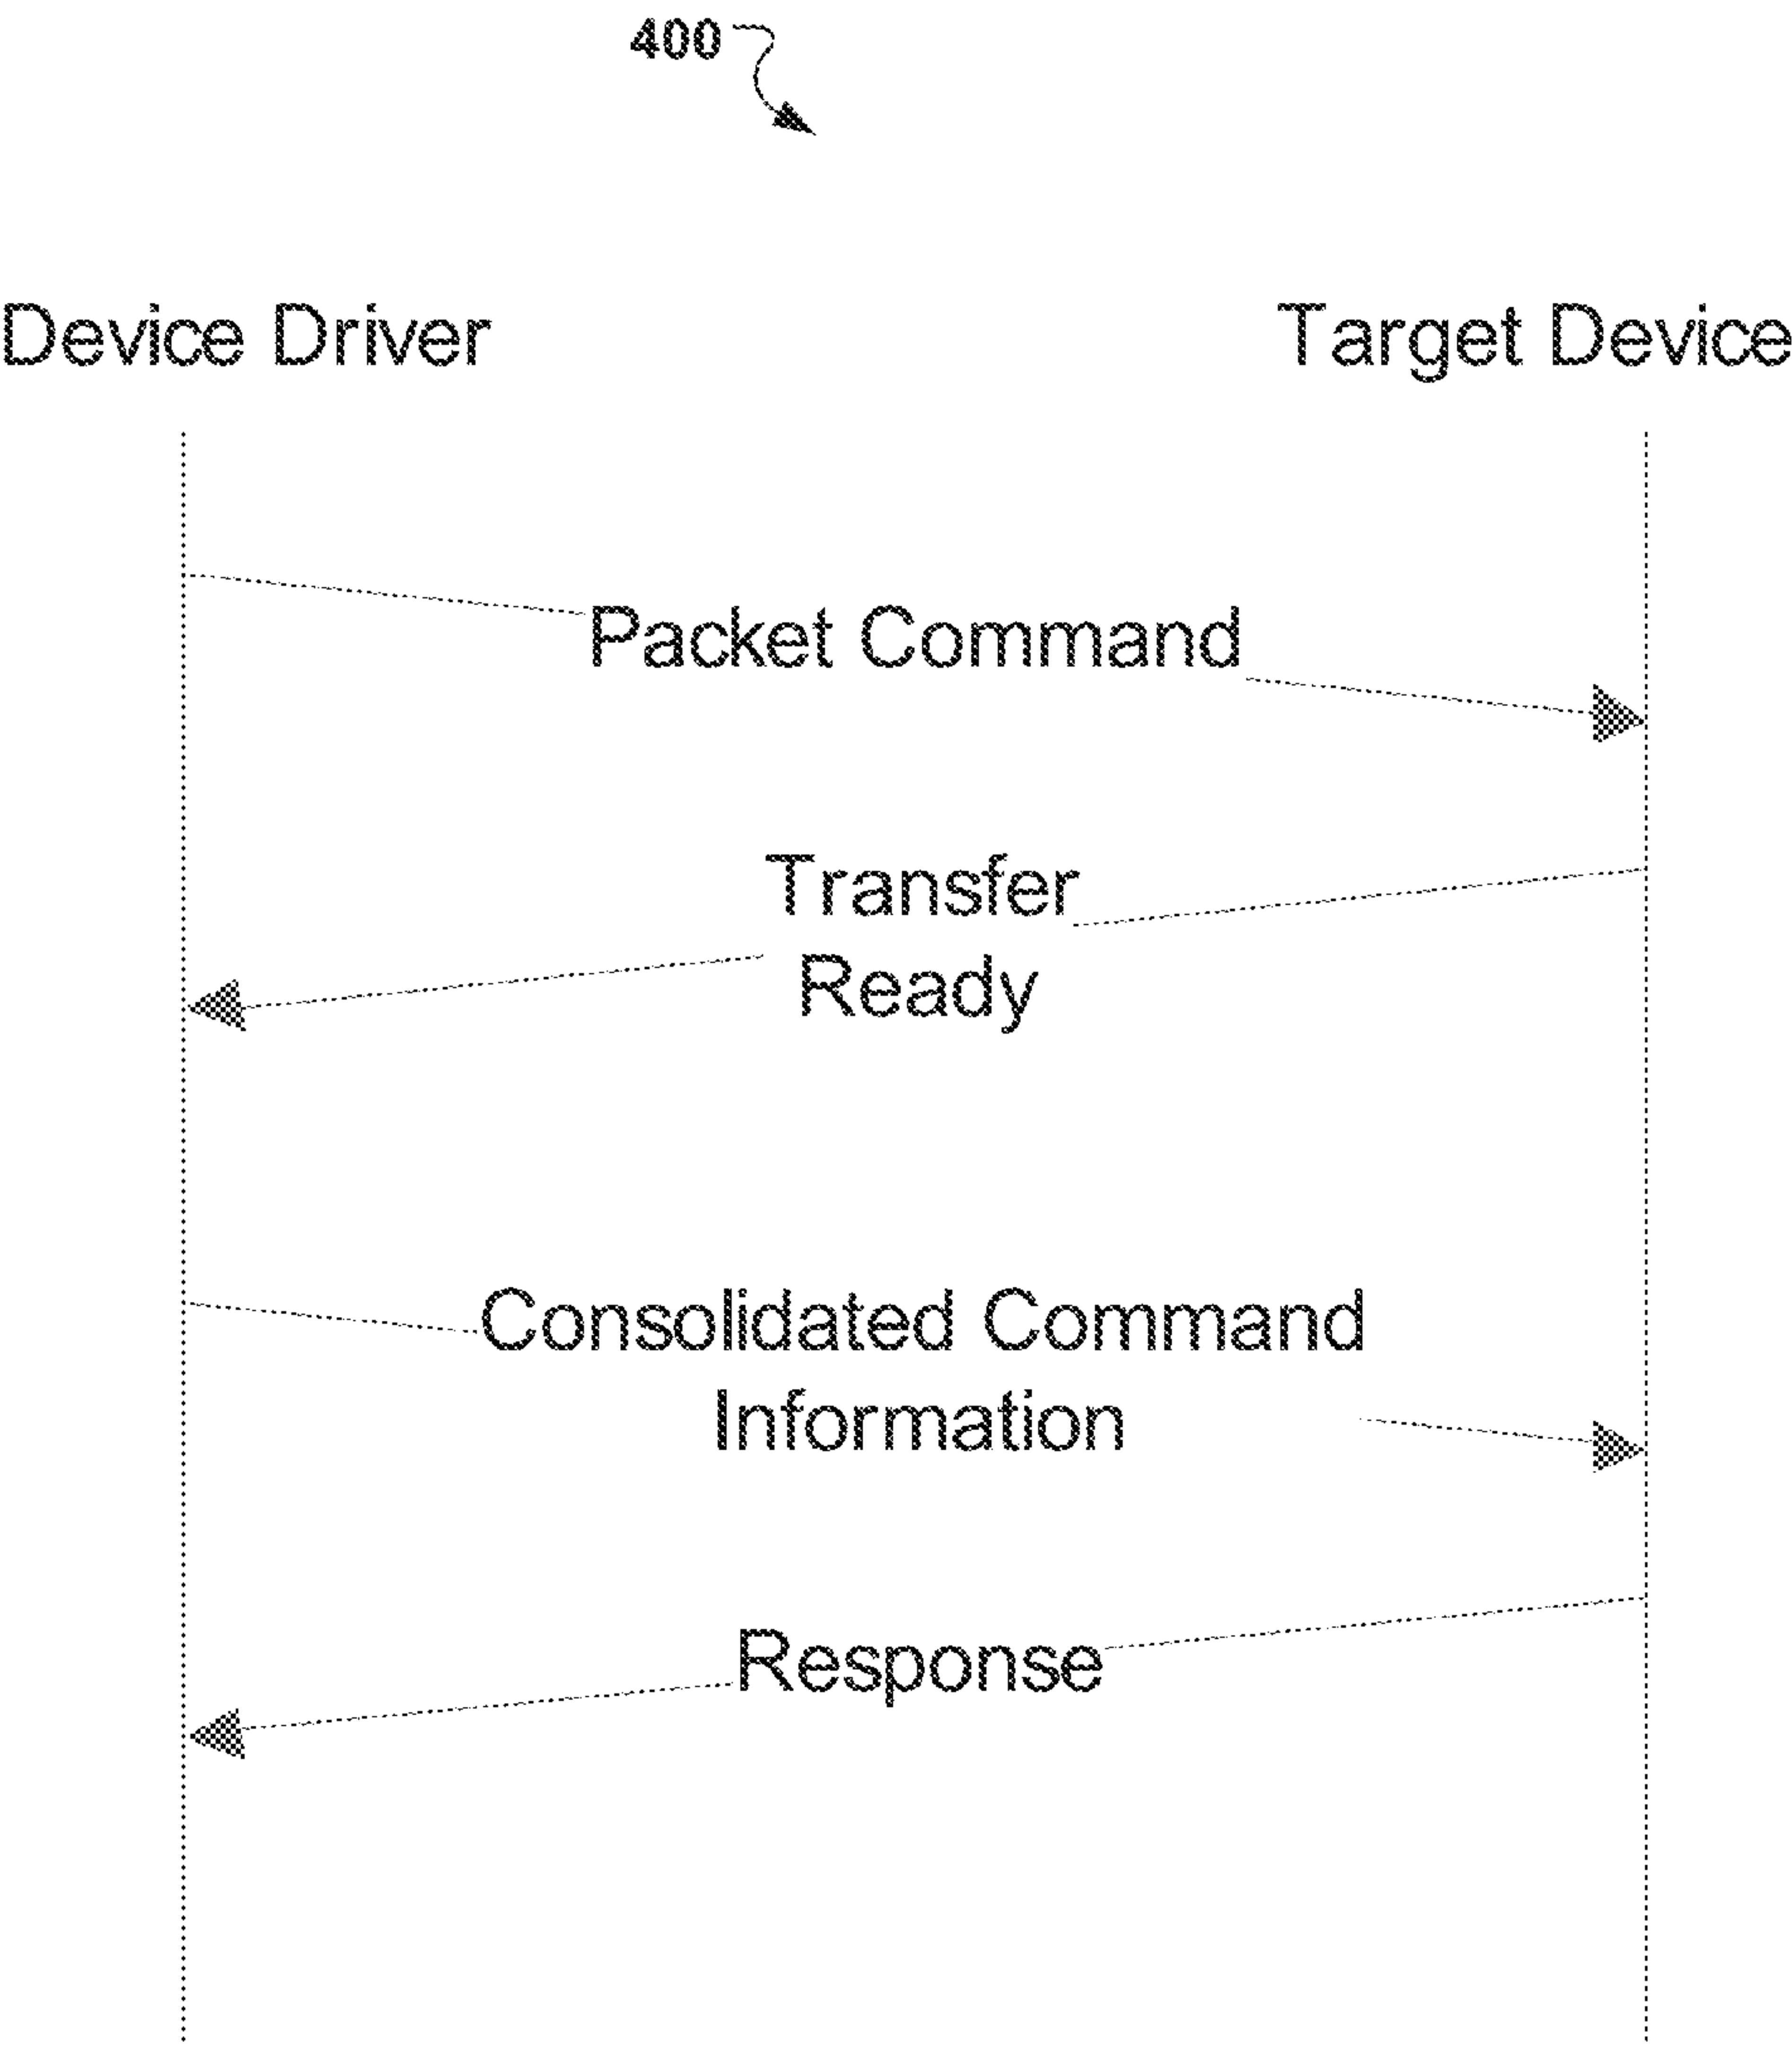 400
Device Driver
Target Device
Packet Command
Transfer
Ready
Consolidated Command
Information
Response